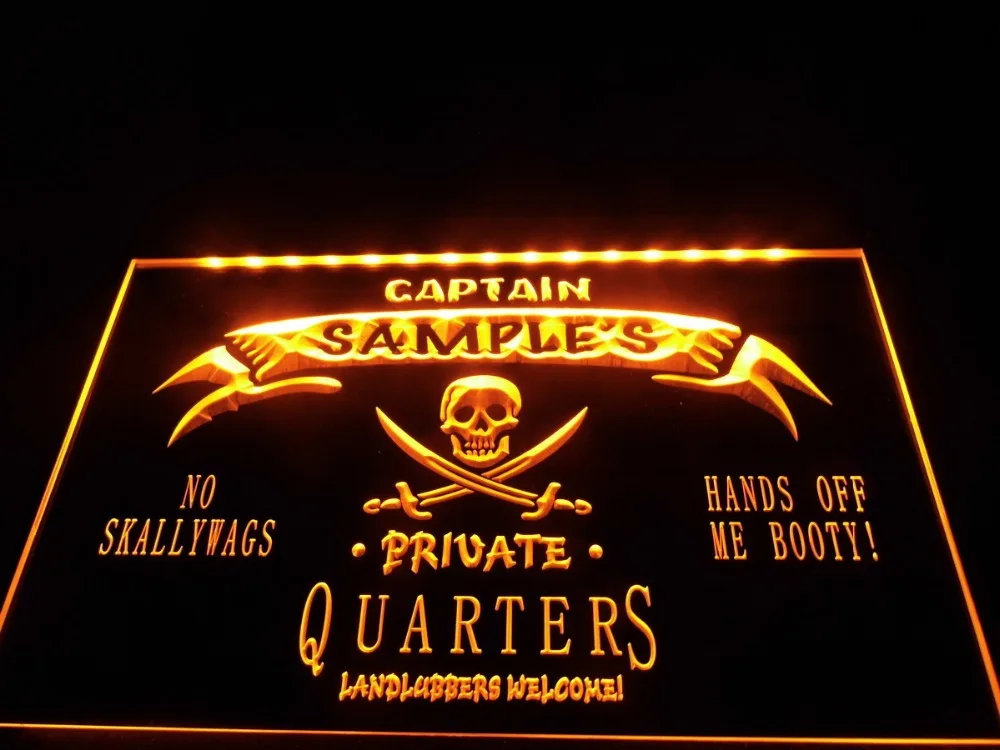 CAPTAIN
SAMPLE'S
NO
SKALLYWAGS
HANDS OFF
ME BOOTY!
• PRIVATE •
QUARTERS
LANDLUBBERS WELCOME!